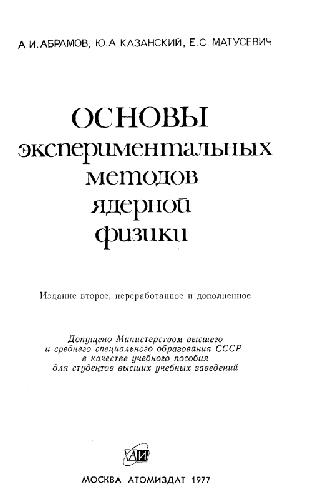 А.И.АБРАМОВ, Ю.А.КАЗАНСКИЙ, Е.С.МАТУСЕВИЧ
ОСНОВЫ
экспериментальных
методов
ядерной
физики
Издание второе, переработанное и дополненное
Допущено Министерством высшего
и среднего специального образования СССР
в качестве учебного пособия
для студентов высших учебных заведений
МОСКВА АТОМИЗДАТ 1977